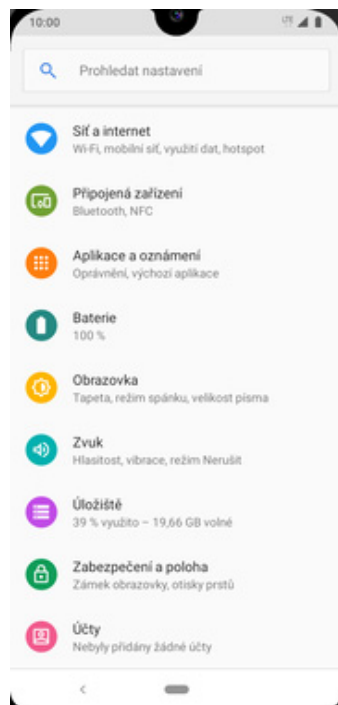 10:00
LTE
Prohledat nastavení
Síť a internet
Wi-Fi, mobilní síť, využití dat, hotspot
Připojená zařízení
Bluetooth, NFC
Aplikace a oznámení
Oprávnění, výchozí aplikace
Baterie
100 %
Obrazovka
Tapeta, režim spánku, velikost písma
Zvuk
Hlasitost, vibrace, režim Nerušit
Úložiště
39 % využito – 19,66 GB volné
Zabezpečení a poloha
Zámek obrazovky, otisky prstů
Účty
Nebyly přidány žádné účty